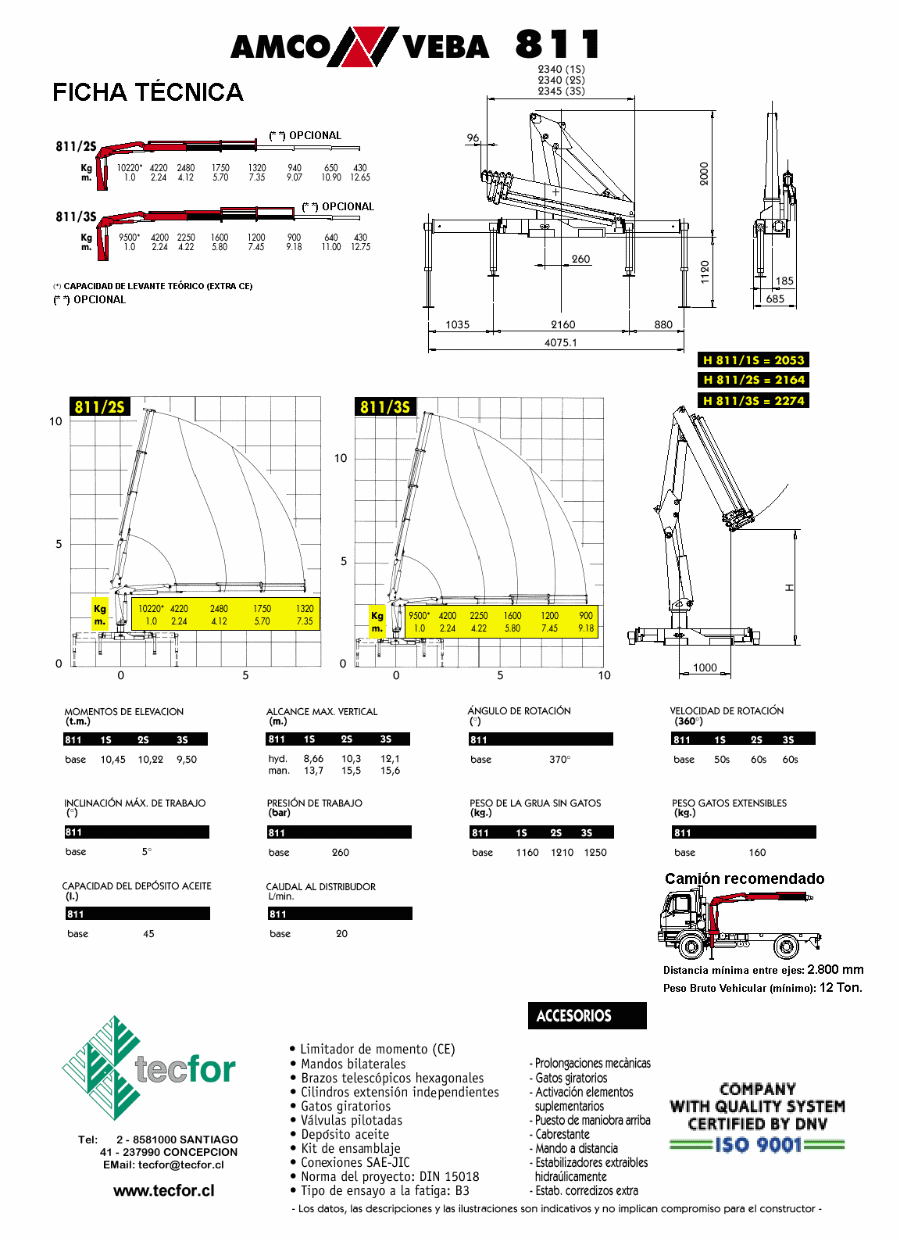 AMCO VEBA 811
FICHA TÉCNICA
2340 (1S)
2340 (2S)
2345 (3S)
96
2000
260
1120
185
685
1035 2160 880
4075.1
(* *) OPCIONAL
811/2S
Kg 10220* 4220 2480 1750 1320 940 650 430
m. 1.0 2.24 4.12 5.70 7.35 9.07 10.90 12.65
(* *) OPCIONAL
811/3S
Kg 9500* 4200 2250 1600 1200 900 640 430
m. 1.0 2.24 4.22 5.80 7.45 9.18 11.00 12.75
(*) CAPACIDAD DE LEVANTE TEÓRICO (EXTRA CE)
(* *) OPCIONAL
H 811/1S = 2053
H 811/2S = 2164
H 811/3S = 2274
811/2S
10
5
0
0 5
Kg 10220* 4220 2480 1750 1320
m. 1.0 2.24 4.12 5.70 7.35
811/3S
10
5
0
0 5 10
Kg 9500* 4200 2250 1600 1200 900
m. 1.0 2.24 4.22 5.80 7.45 9.18
H
1000
MOMENTOS DE ELEVACION
(t.m.)
811 1S 2S 3S
base 10,45 10,22 9,50
ALCANCE MAX. VERTICAL
(m.)
811 1S 2S 3S
hyd. 8,66 10,3 12,1
man. 13,7 15,5 15,6
ÁNGULO DE ROTACIÓN
(°)
811
base 370°
VELOCIDAD DE ROTACIÓN
(360°)
811 1S 2S 3S
base 50s 60s 60s
INCLINACIÓN MÁX. DE TRABAJO
(°)
811
base 5°
PRESIÓN DE TRABAJO
(bar)
811
base 260
PESO DE LA GRUA SIN GATOS
(kg.)
811 1S 2S 3S
base 1160 1210 1250
PESO GATOS EXTENSIBLES
(kg.)
811
base 160
CAPACIDAD DEL DEPÓSITO ACEITE
(l.)
811
base 45
CAUDAL AL DISTRIBUDOR
L/min.
811
base 20
Camión recomendado
Distancia mínima entre ejes: 2.800 mm
Peso Bruto Vehicular (mínimo): 12 Ton.
tecfor
Tel: 2 - 8581000 SANTIAGO
41 - 237990 CONCEPCION
EMail: tecfor@tecfor.cl
www.tecfor.cl
• Limitador de momento (CE)
• Mandos bilaterales
• Brazos telescópicos hexagonales
• Cilindros extensión independientes
• Gatos giratorios
• Válvulas pilotadas
• Depósito aceite
• Kit de ensamblaje
• Conexiones SAE-JIC
• Norma del proyecto: DIN 15018
• Tipo de ensayo a la fatiga: B3
ACCESORIOS
- Prolongaciones mecànicas
- Gatos giratorios
- Activación elementos
suplementarios
- Puesto de maniobra arriba
- Cabrestante
- Mando a distancia
- Estabilizadores extraibles
hidraúlicamente
- Estab. corredizos extra
COMPANY
WITH QUALITY SYSTEM
CERTIFIED BY DNV
ISO 9001
- Los datos, las descripciones y las ilustraciones son indicativos y no implican compromiso para el constructor -